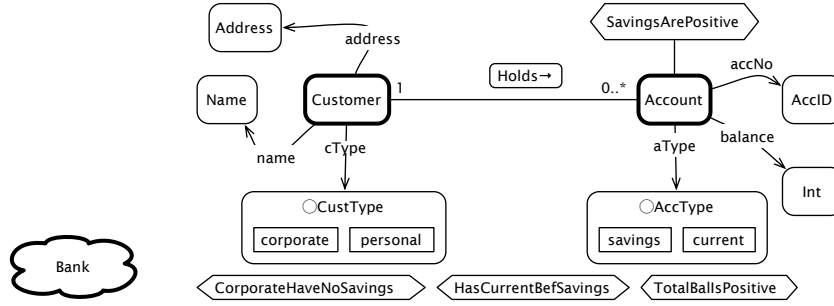 SavingsArePositive
Address
address
accNo
Holds→
1
0..*
Name
Customer
Account
AccID
name
cType
aType
balance
Int
CustType
AccType
corporate
personal
savings
current
Bank
CorporateHaveNoSavings
HasCurrentBefSavings
TotalBalIsPositive